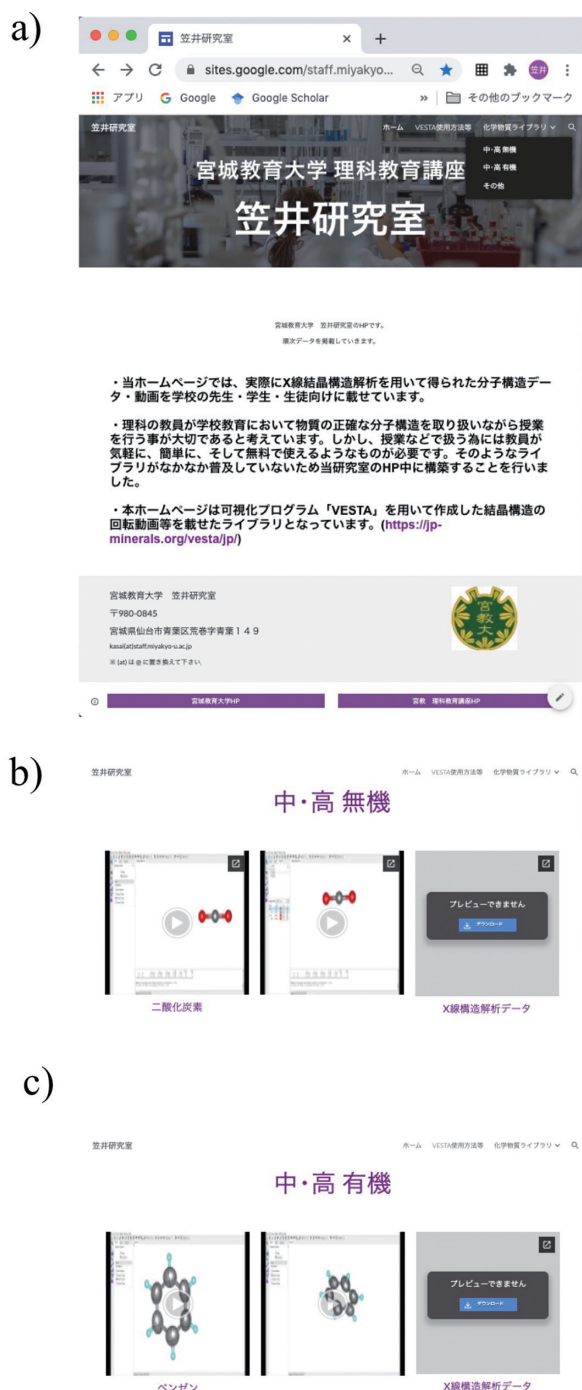 a)
笠井研究室
sites.google.com/staff.miyakyo...
笠井
アプリ
Google
Google Scholar
»
その他のブックマーク
笠井研究室
ホーム
VESTA使用方法等
化学物質ライブラリ
中・高 無機
中・高 有機
その他
宮城教育大学 理科教育講座
笠井研究室
宮城教育大学 笠井研究室のHPです。
順次データを掲載していきます。
・当ホームページでは、実際にX線結晶構造解析を用いて得られた分子構造デー
タ・動画を学校の先生・学生・生徒向けに載せています。
・理科の教員が学校教育において物質の正確な分子構造を取り扱いながら授業
を行う事が大切であると考えています。しかし、授業などで扱う為には教員が
気軽に、簡単に、そして無料で使えるようなものが必要です。そのようなライ
ブラリがなかなか普及していないため当研究室のHP中に構築することを行いま
した。
・本ホームページは可視化プログラム「VESTA」を用いて作成した結晶構造の
回転動画等を載せたライブラリとなっています。(https://jp-
minerals.org/vesta/jp/)
宮城教育大学 笠井研究室
〒980-0845
宮城県仙台市青葉区荒巻字青葉１４９
kasai(at)staff.miyakyo-u.ac.jp
※ (at) は @ に置き換えて下さい。
宮教大
宮城教育大学HP
宮教 理科教育講座HP
b)
笠井研究室
ホーム
VESTA使用方法等
化学物質ライブラリ
中・高 無機
プレビューできません
ダウンロード
二酸化炭素
X線構造解析データ
c)
笠井研究室
ホーム
VESTA使用方法等
化学物質ライブラリ
中・高 有機
プレビューできません
ダウンロード
ベンゼン
X線構造解析データ